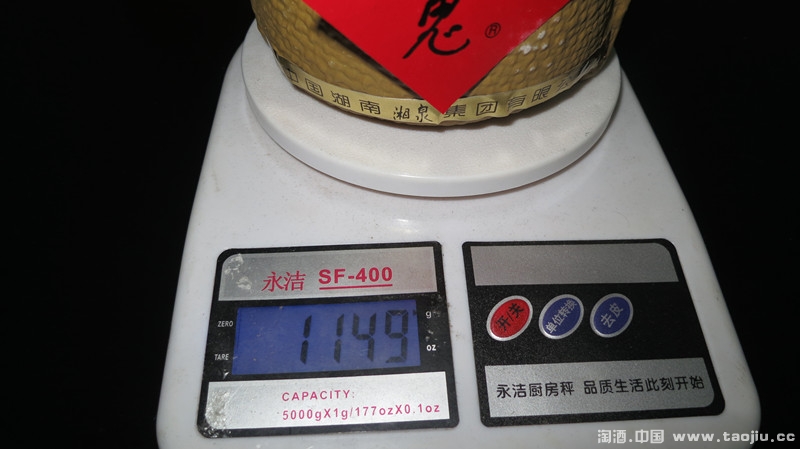 鬼
®
中国湖南湘泉集团有限
永洁 SF-400
ZERO
g
1149
TARE
oz
CAPACITY:
5000gX1g/177ozX0.1oz
开/关
单位转换
去皮
永洁厨房秤 品质生活此刻开始
淘酒.中国 www.taojiu.cc